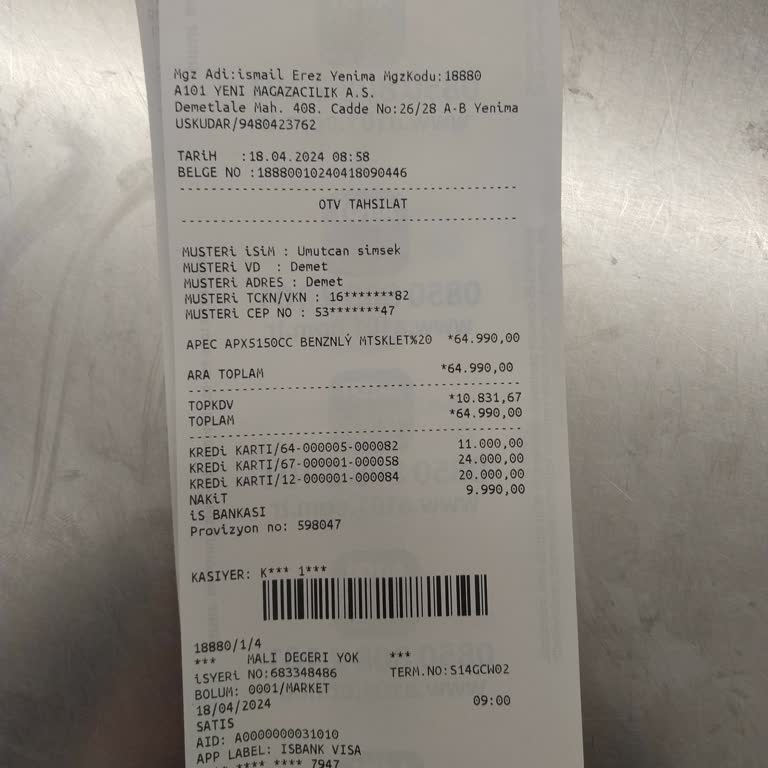 Mgz Adi:ismail Erez Yenima MgzKodu:18880
A101 YENI MAGAZACILIK A.S.
Demetlale Mah. 408. Cadde No:26/28 A-B Yenima
USKUDAR/9480423762
TARiH :18.04.2024 08:58
BELGE NO :18880010240418090446
OTV TAHSILAT
MUSTERi iSiM : Umutcan simsek
MUSTERi VD : Demet
MUSTERi ADRES : Demet
MUSTERi TCKN/VKN : 16*******82
MUSTERi CEP NO : 53*******47
APEC APX5150CC BENZNLÝ MTSKLET%20 *64.990,00
ARA TOPLAM *64.990,00
TOPKDV *10.831,67
TOPLAM *64.990,00
KREDi KARTI/64-000005-000082 11.000,00
KREDi KARTI/67-000001-000058 24.000,00
KREDi KARTI/12-000001-000084 20.000,00
NAKiT 9.990,00
iS BANKASI
Provizyon no: 598047
KASIYER: K*** 1***
18880/1/4
*** MALI DEGERI YOK ***
iSYERi NO:683348486 TERM.NO:S14GCW02
BOLUM: 0001/MARKET
18/04/2024 09:00
SATIS
AID: A0000000031010
APP LABEL: ISBANK VISA
**** **** 7947